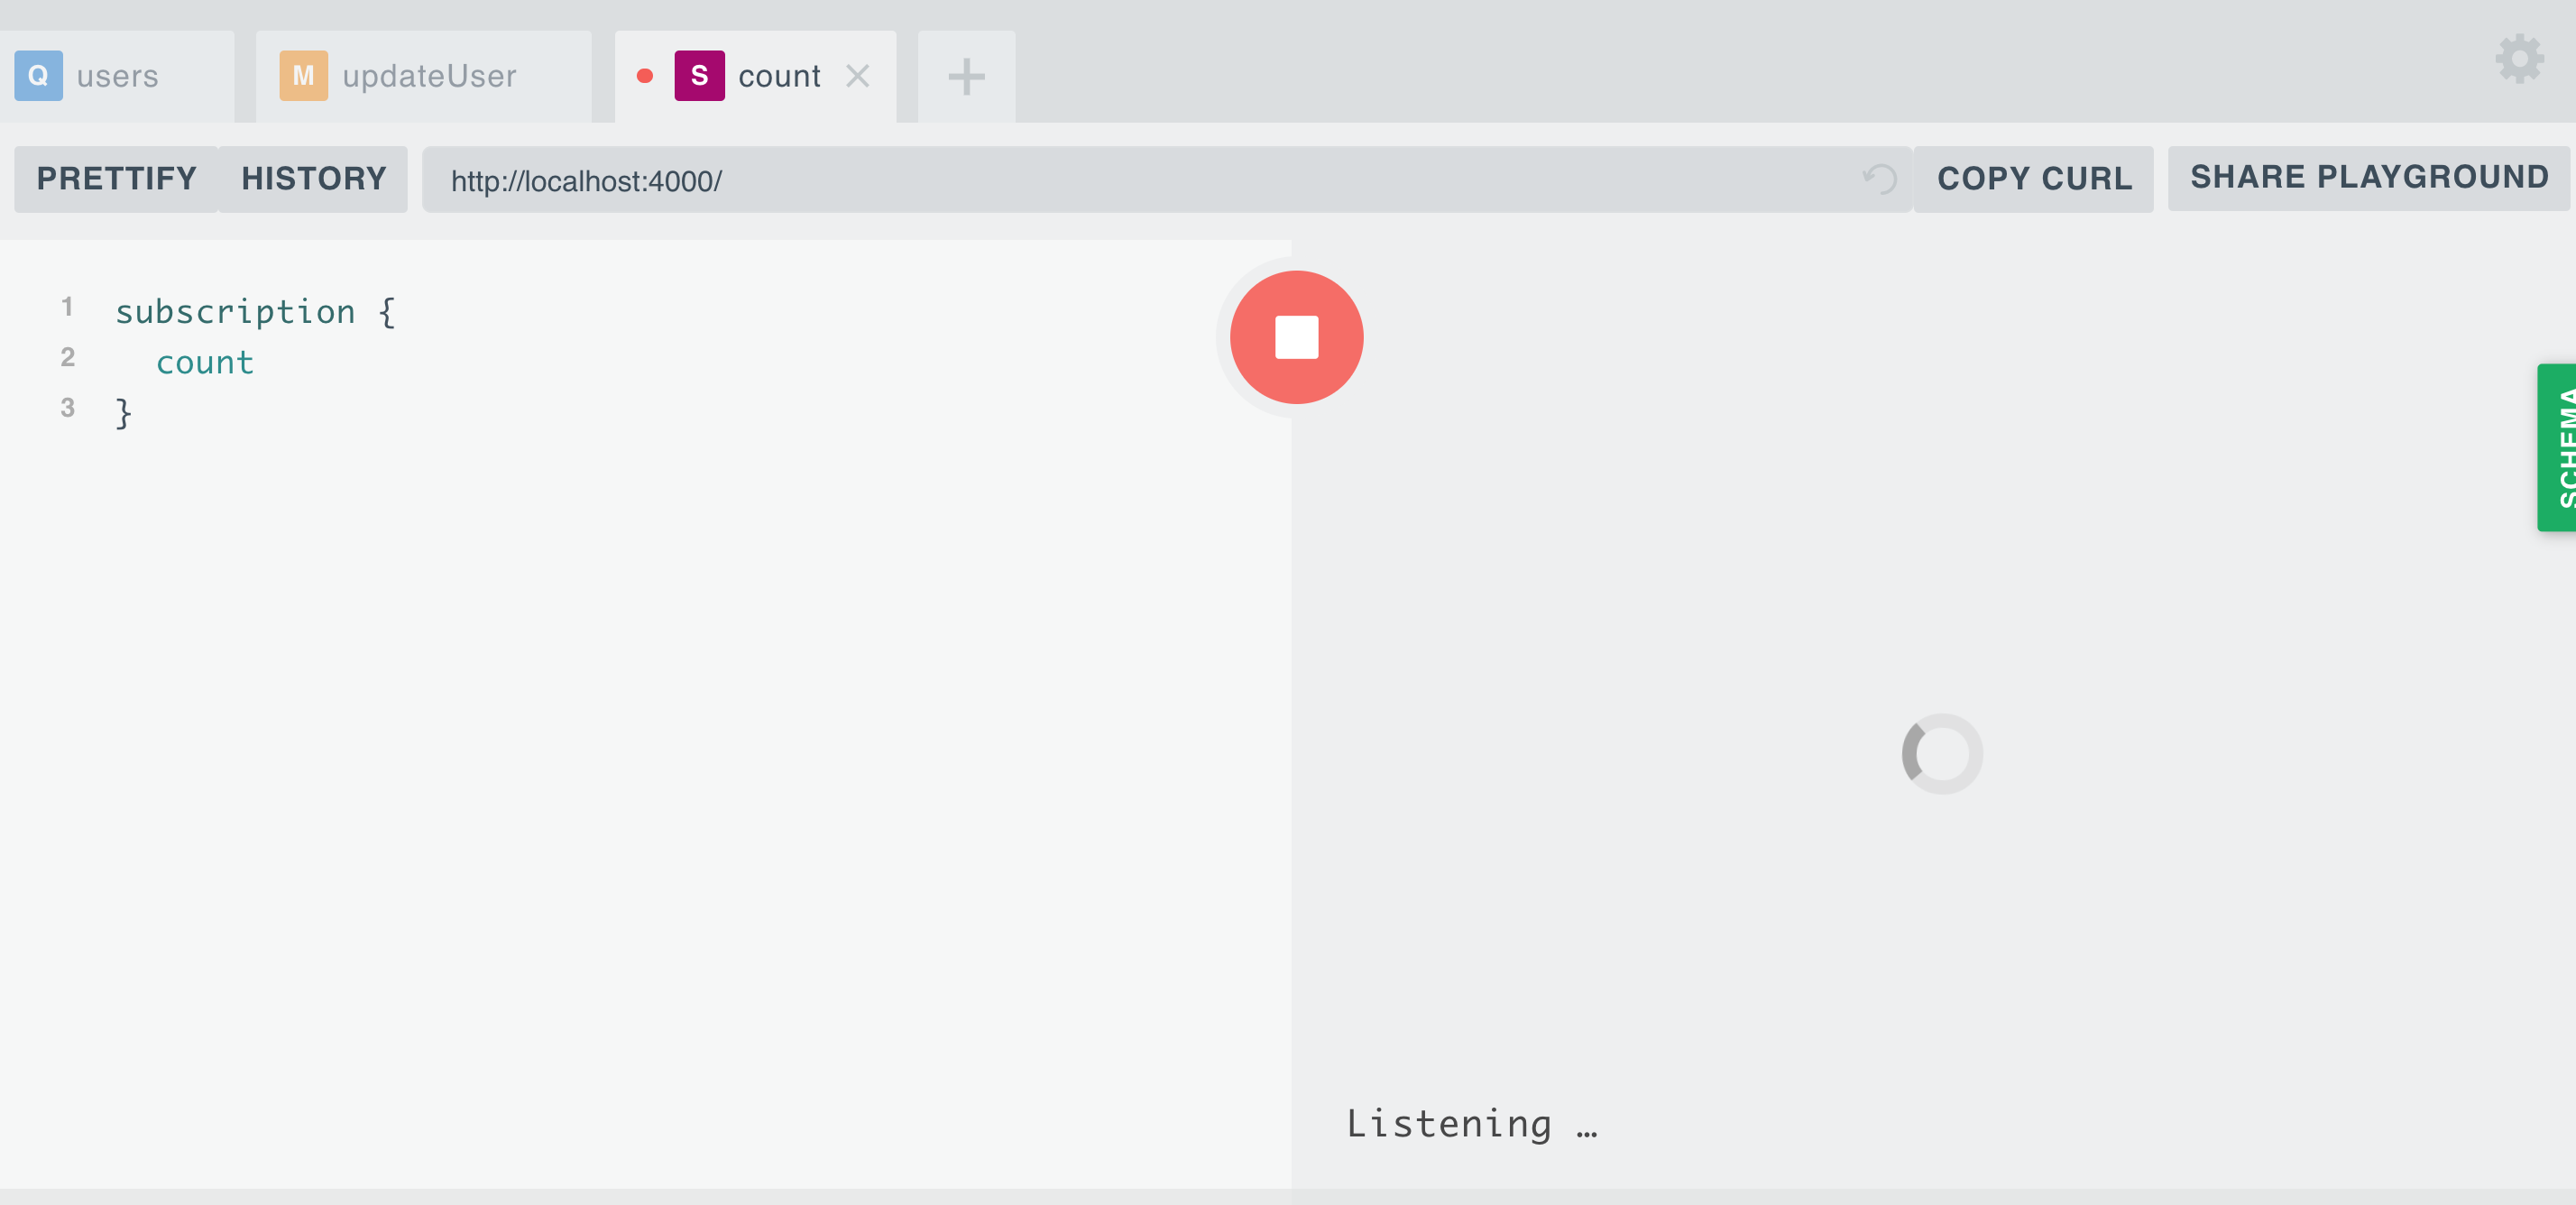 Q users
M updateUser
S count
PRETTIFY
HISTORY
http://localhost:4000/
COPY CURL
SHARE PLAYGROUND
1 subscription {
2 count
3 }
SCHEMA
Listening …